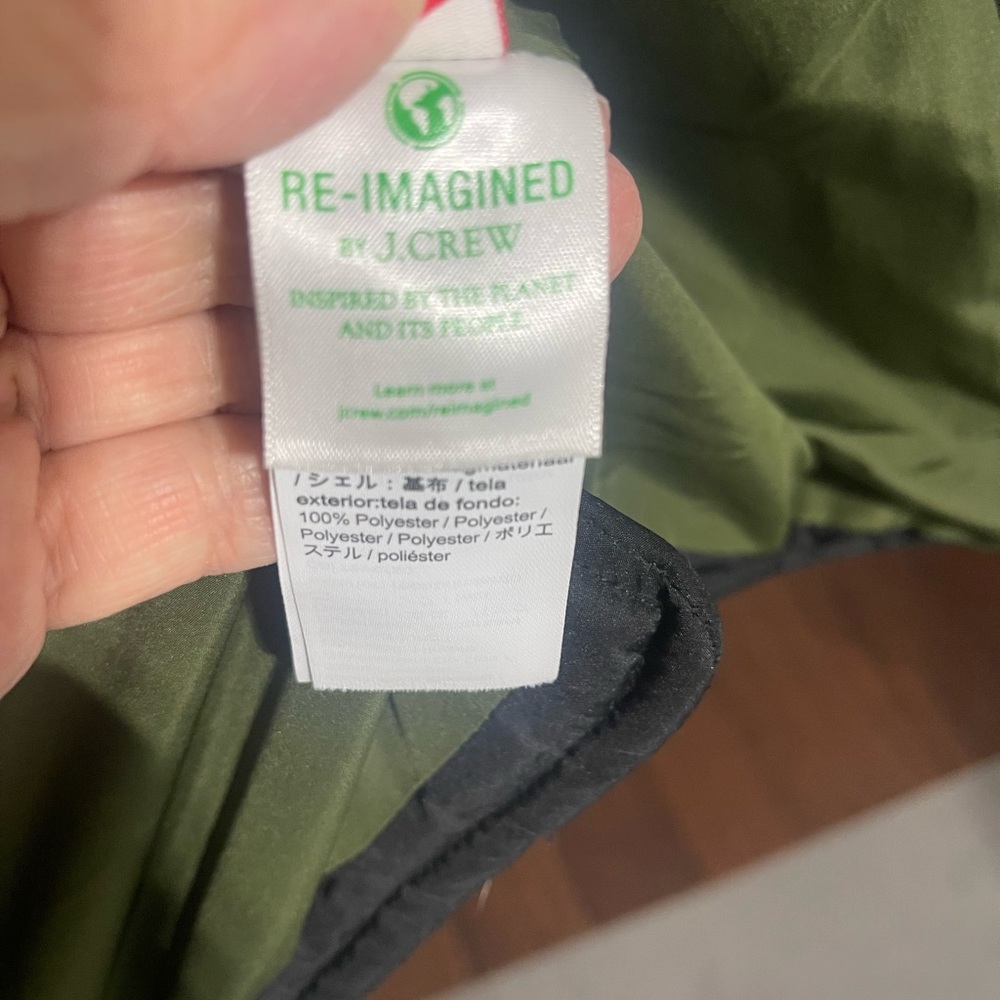 RE-IMAGINED
BY J.CREW
INSPIRED BY THE PLANET
AND ITS PEOPLE.
Learn more at
jcrew.com/reimagined
/ シェル : 基布 / tela
exterior:tela de fondo:
100% Polyester / Polyester /
Polyester / Polyester / ポリエ
ステル / poliéster